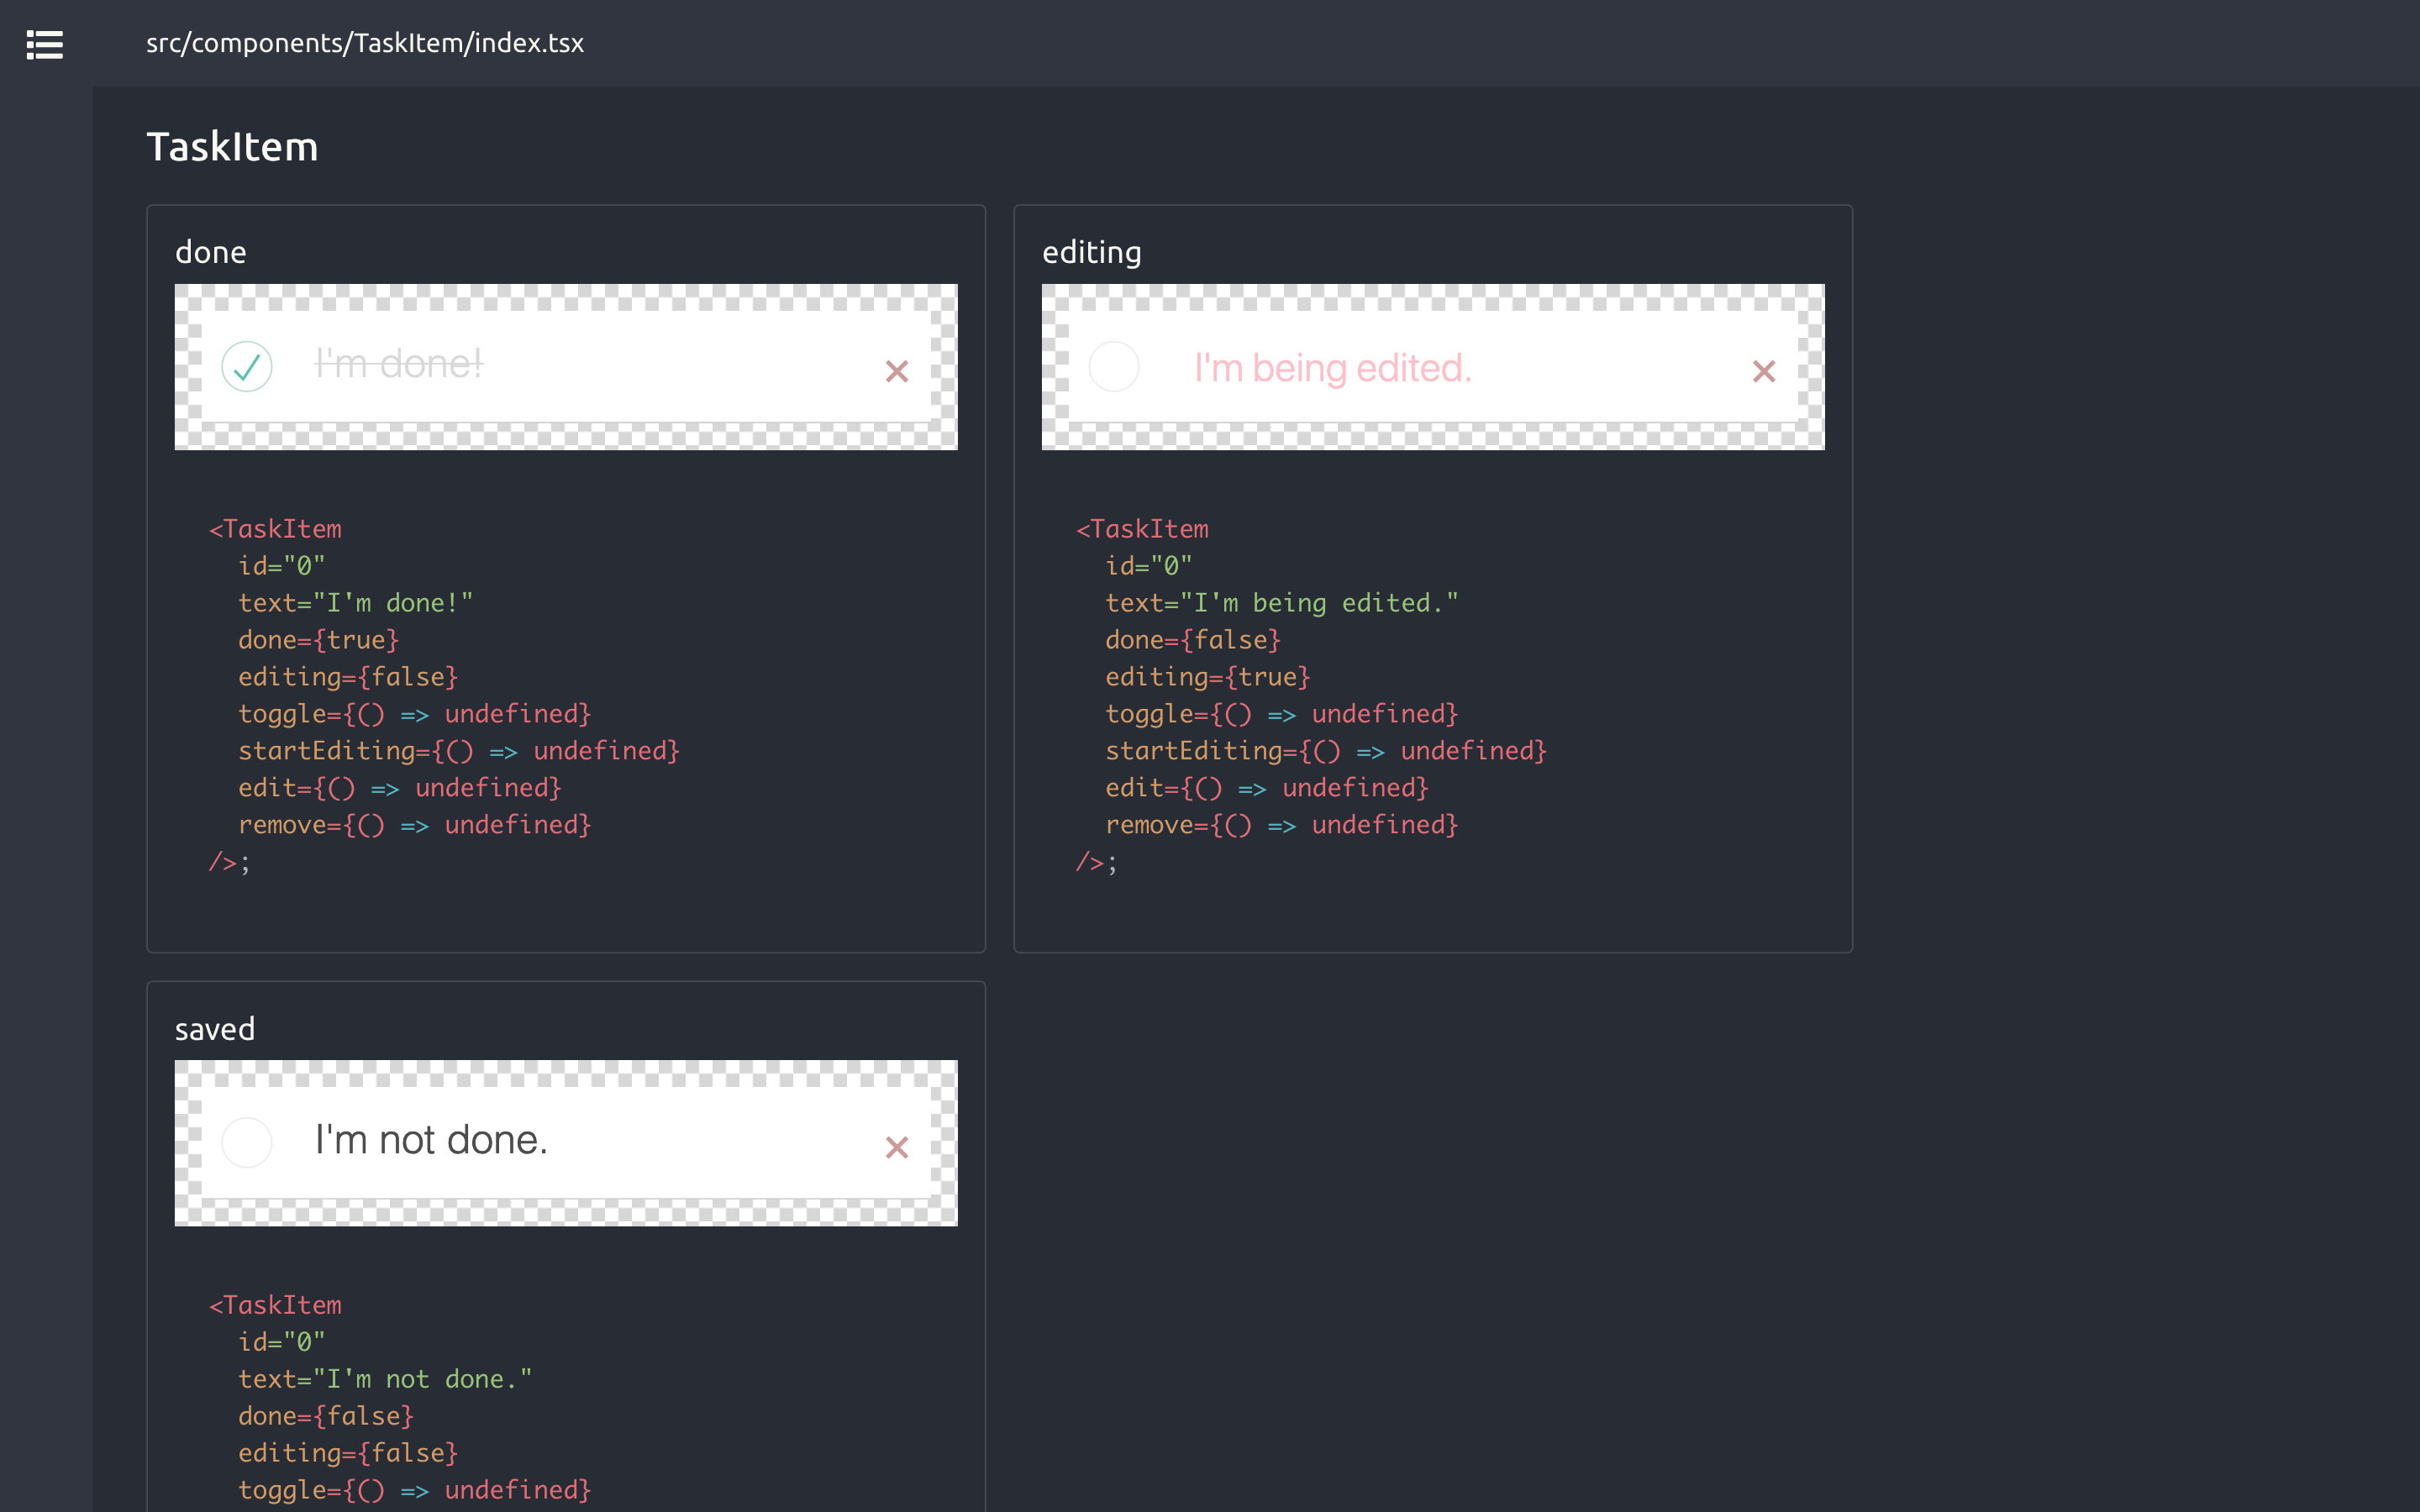 src/components/TaskItem/index.tsx
TaskItem
done
I'm done!
<TaskItem
id="0"
text="I'm done!"
done={true}
editing={false}
toggle={() => undefined}
startEditing={() => undefined}
edit={() => undefined}
remove={() => undefined}
/>;
editing
I'm being edited.
<TaskItem
id="0"
text="I'm being edited."
done={false}
editing={true}
toggle={() => undefined}
startEditing={() => undefined}
edit={() => undefined}
remove={() => undefined}
/>;
saved
I'm not done.
<TaskItem
id="0"
text="I'm not done."
done={false}
editing={false}
toggle={() => undefined}